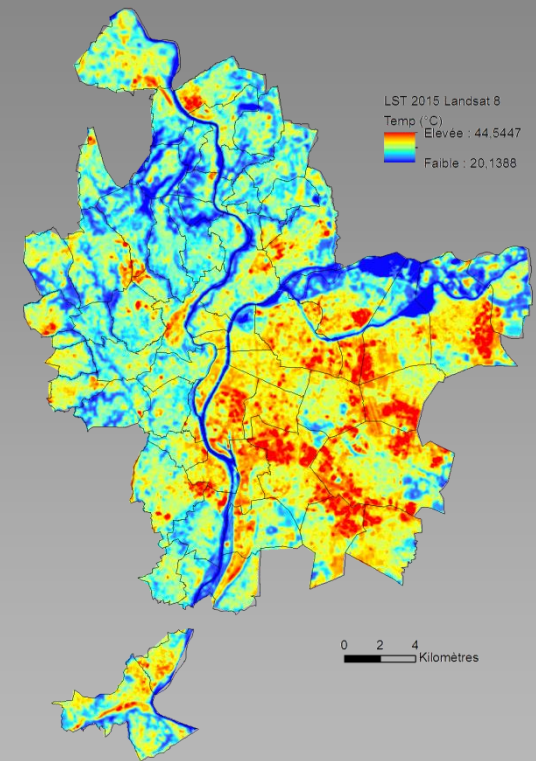 LST 2015 Landsat 8
Temp (°C)
Elevée : 44,5447
Faible : 20,1388
0 2 4
Kilomètres